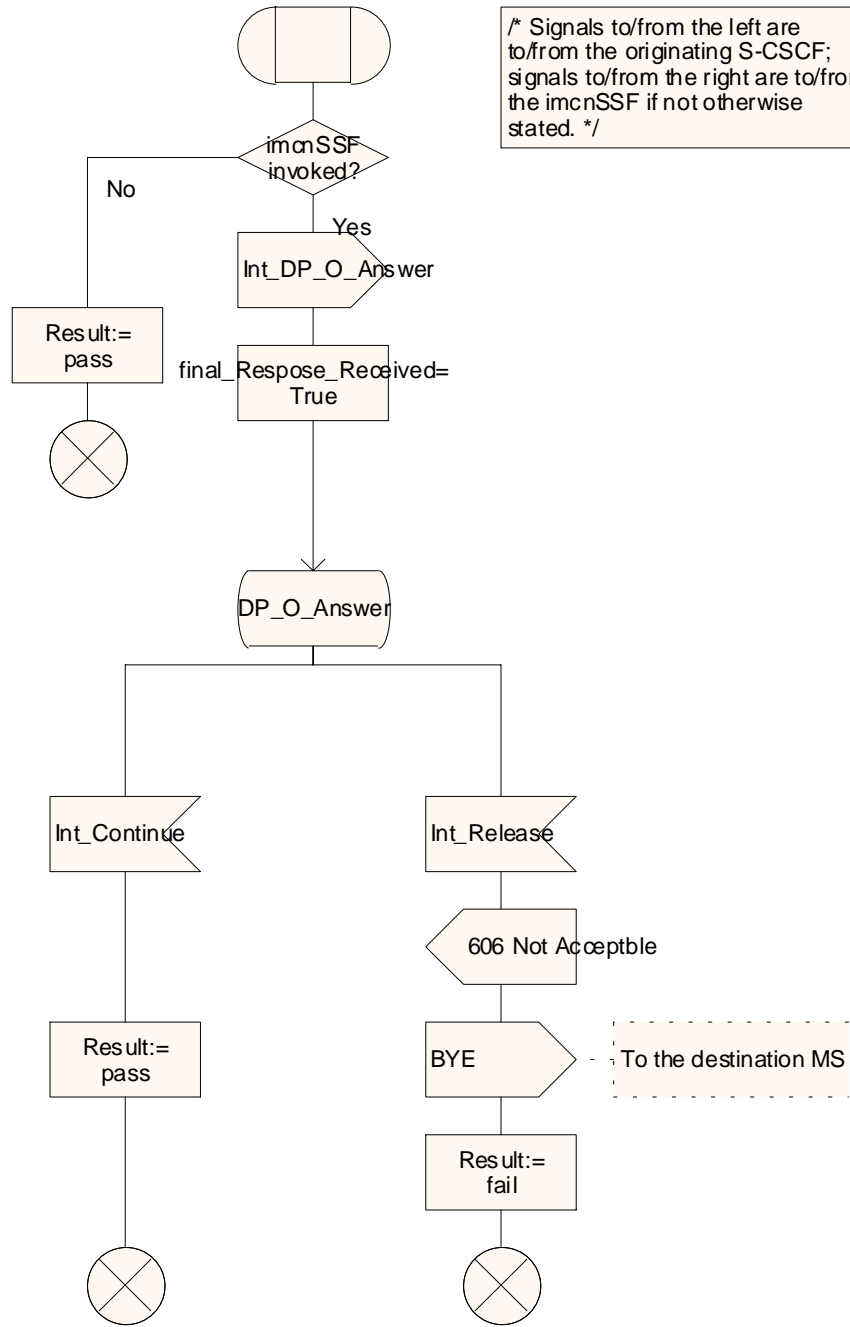 /* Signals to/from the left are
to/from the originating S-CSCF;
signals to/from the right are to/from
the imcnSSF if not otherwise
stated. */
imcnSSF
invoked?
No
Yes
Int_DP_O_Answer
Result:=
pass
final_Respose_Received=
True
DP_O_Answer
Int_Continue
Int_Release
606 Not Acceptble
Result:=
pass
BYE
To the destination MS
Result:=
fail